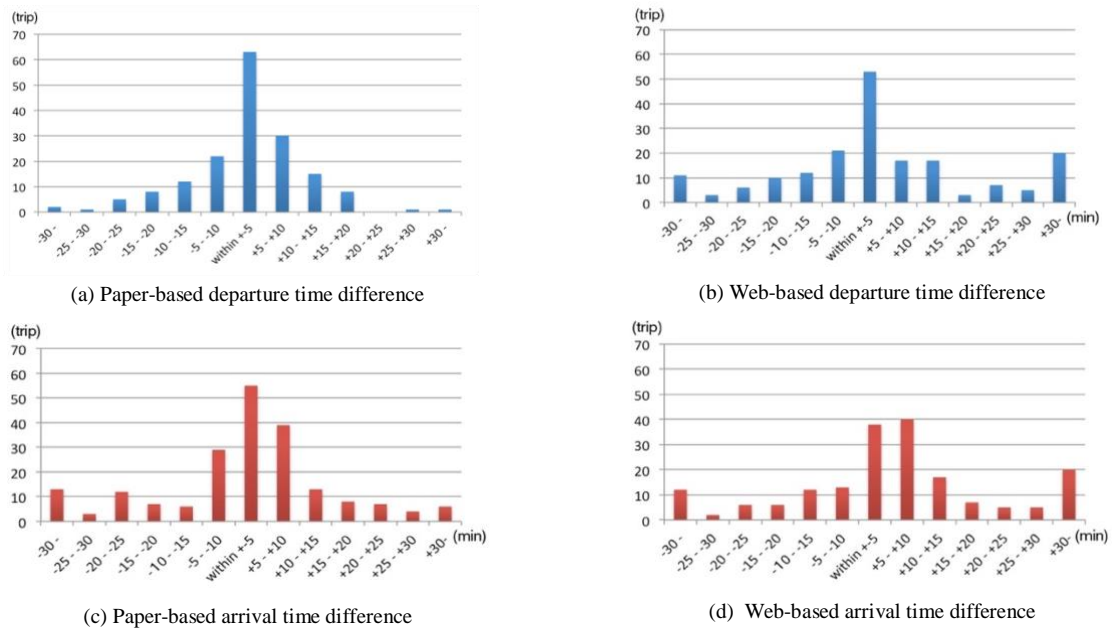 (trip)
70
60
50
40
30
20
10
0
-30 -
-25 - -30
-20 - -25
-15 - -20
-10 - -15
-5 - -10
within +-5
+5 - +10
+10 - +15
+15 - +20
+20 - +25
+25 - +30
+30 -
(a) Paper-based departure time difference
(trip)
70
60
50
40
30
20
10
0
-30 -
-25 - -30
-20 - -25
-15 - -20
-10 - -15
-5 - -10
within +-5
+5 - +10
+10 - +15
+15 - +20
+20 - +25
+25 - +30
+30-
(min)
(b) Web-based departure time difference
(trip)
70
60
50
40
30
20
10
0
-30 -
-25 - -30
-20 - -25
-15 - -20
-10 - -15
-5 - -10
within +-5
+5 - +10
+10 - +15
+15 - +20
+20 - +25
+25 - +30
+30-
(min)
(c) Paper-based arrival time difference
(trip)
70
60
50
40
30
20
10
0
-30 -
-25 - -30
-20 - -25
-15 - -20
-10 - -15
-5 - -10
within +-5
+5 - +10
+10 - +15
+15 - +20
+20 - +25
+25 - +30
+30-
(min)
(d) Web-based arrival time difference